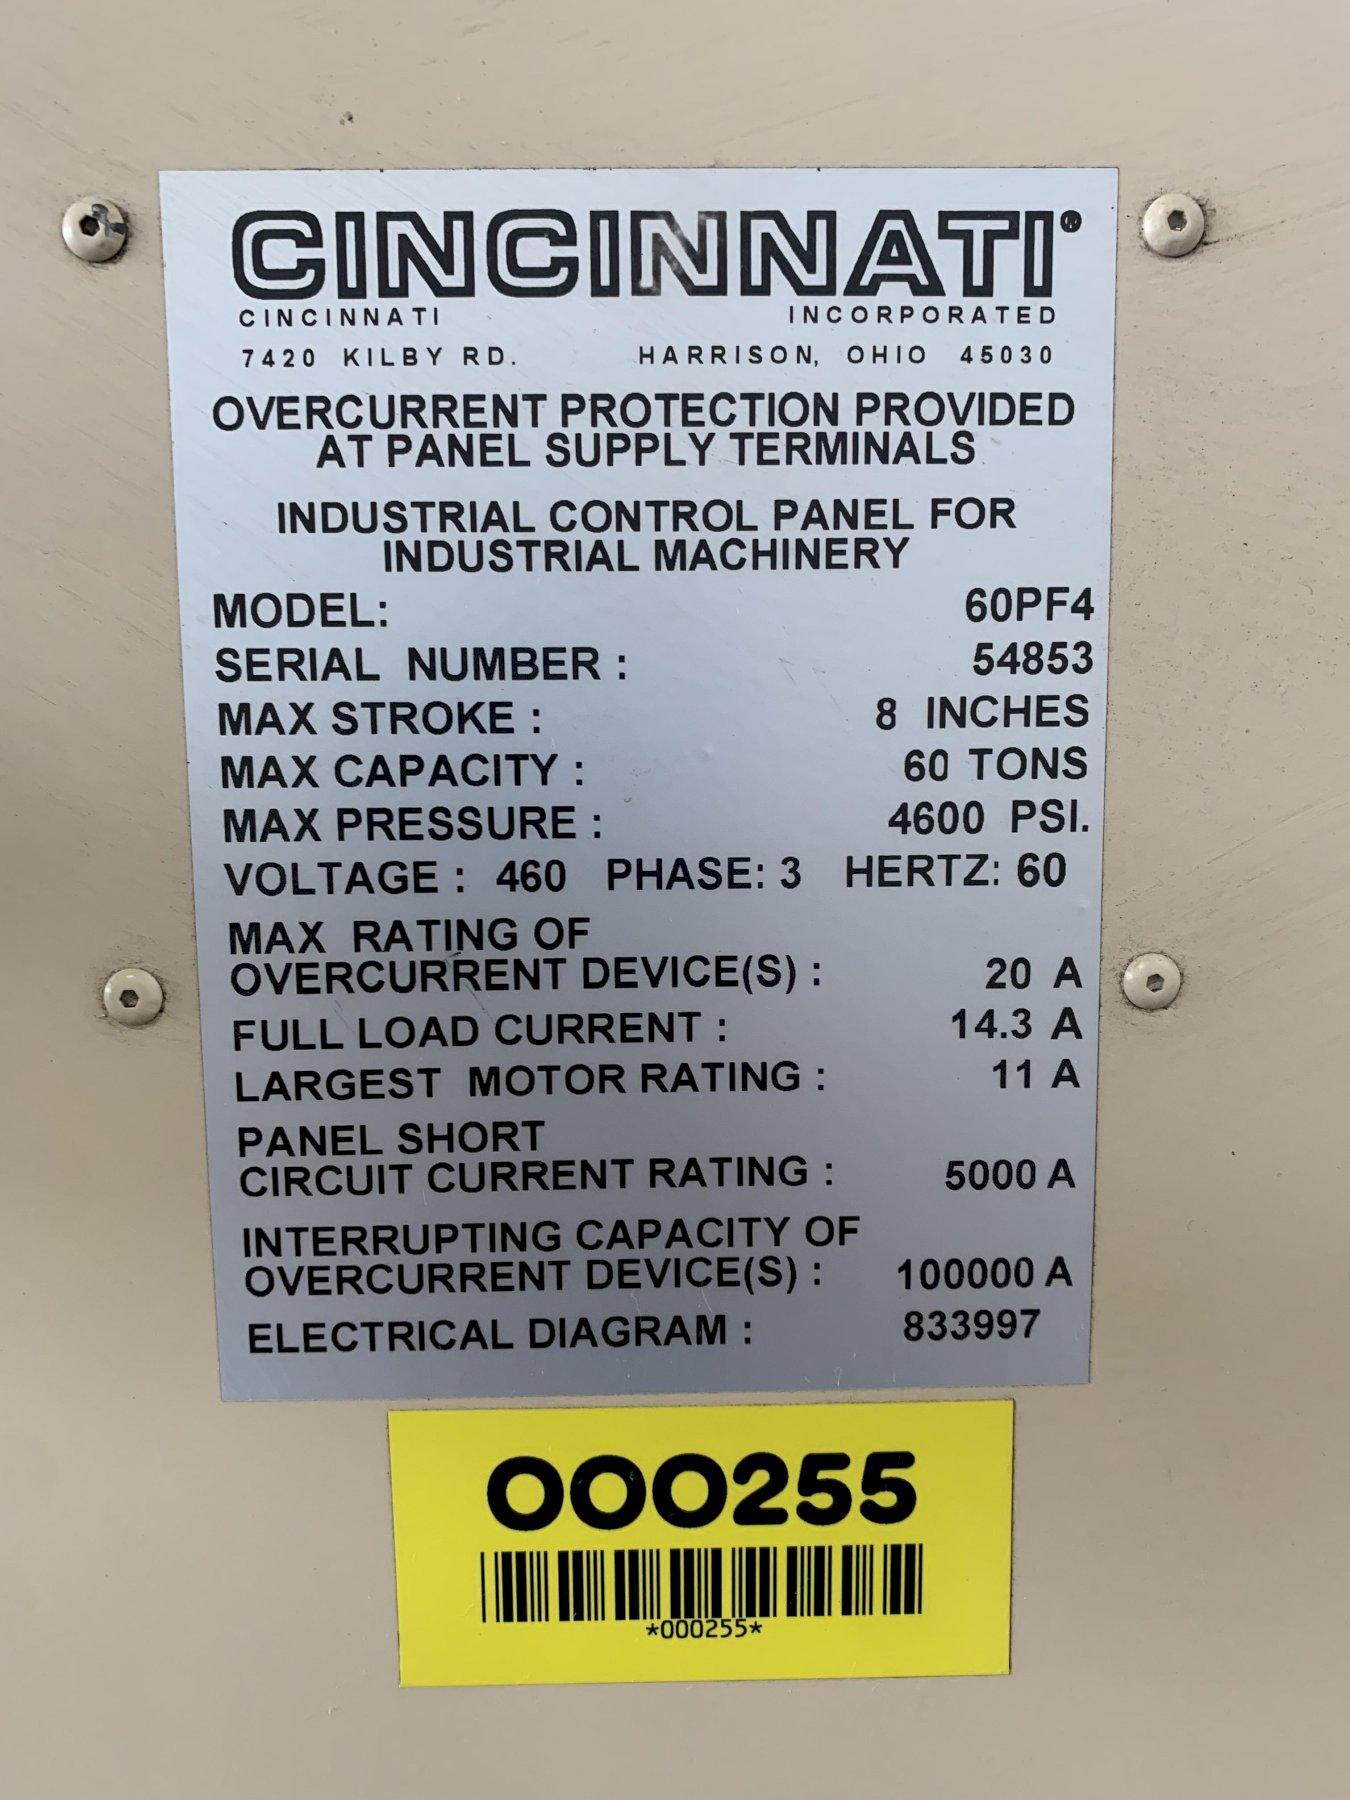 CINCINNATI®
CINCINNATI INCORPORATED
7420 KILBY RD. HARRISON, OHIO 45030
OVERCURRENT PROTECTION PROVIDED
AT PANEL SUPPLY TERMINALS
INDUSTRIAL CONTROL PANEL FOR
INDUSTRIAL MACHINERY
MODEL: 60PF4
SERIAL NUMBER : 54853
MAX STROKE : 8 INCHES
MAX CAPACITY : 60 TONS
MAX PRESSURE : 4600 PSI.
VOLTAGE : 460 PHASE: 3 HERTZ: 60
MAX RATING OF
OVERCURRENT DEVICE(S) : 20 A
FULL LOAD CURRENT : 14.3 A
LARGEST MOTOR RATING : 11 A
PANEL SHORT
CIRCUIT CURRENT RATING : 5000 A
INTERRUPTING CAPACITY OF
OVERCURRENT DEVICE(S) : 100000 A
ELECTRICAL DIAGRAM : 833997
000255
*000255*